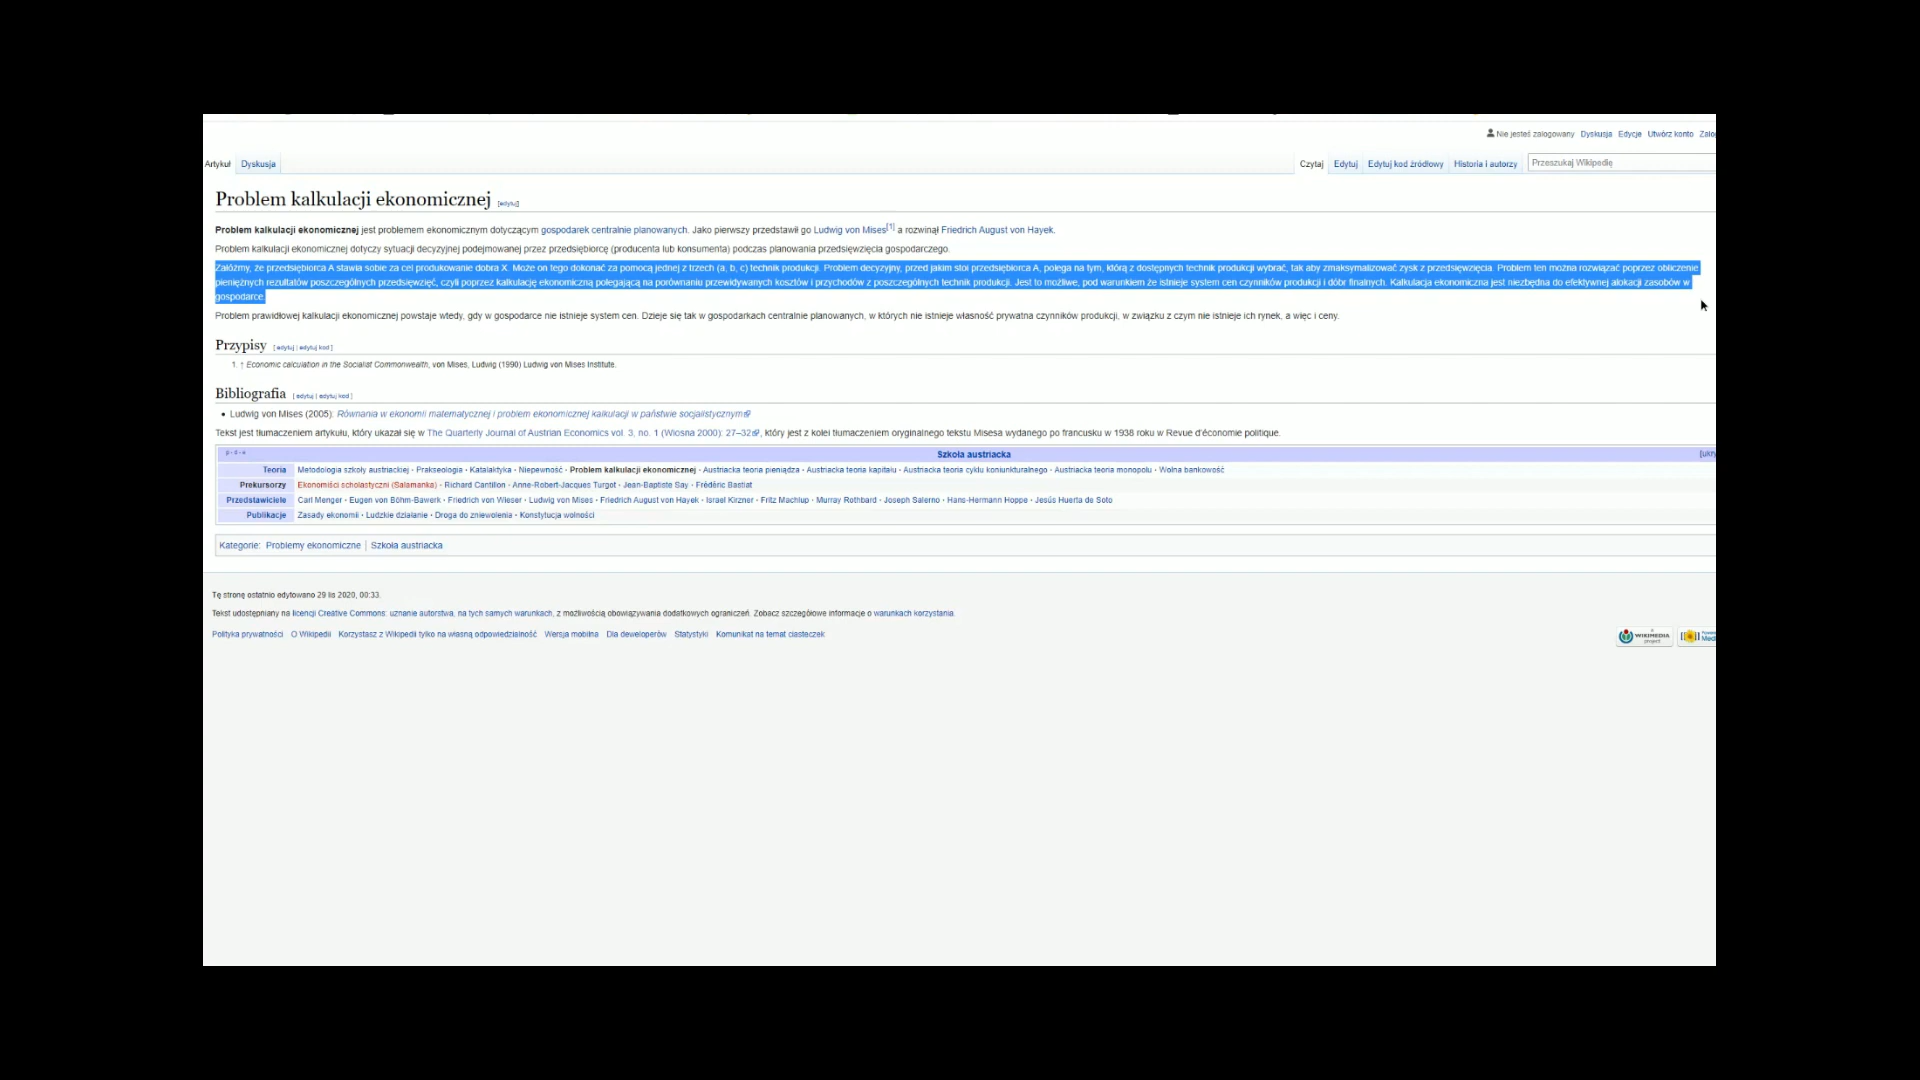 Nie jesteś zalogowany Dyskusja Edycje Utwórz konto
Artykuł Dyskusja Czytaj Edytuj Edytuj kod źródłowy Historia i autorzy Przeszukaj Wikipedię
Problem kalkulacji ekonomicznej [edytuj]
Problem kalkulacji ekonomicznej jest problemem ekonomicznym dotyczącym gospodarek centralnie planowanych. Jako pierwszy przedstawił go Ludwig von Mises[1] a rozwinął Friedrich August von Hayek.
Problem kalkulacji ekonomicznej dotyczy sytuacji decyzyjnej podejmowanej przez przedsiębiorcę (producenta lub konsumenta) podczas planowania przedsięwzięcia gospodarczego.
Załóżmy, że przedsiębiorca A stawia sobie za cel produkowanie dobra X. Może on tego dokonać za pomocą jednej z trzech (a, b, c) technik produkcji. Problem decyzyjny, przed jakim stoi przedsiębiorca A, polega na tym, którą z dostępnych technik produkcji wybrać, tak aby zmaksymalizować zysk z przedsięwzięcia. Problem ten można rozwiązać poprzez obliczenie
pieniężnych rezultatów poszczególnych przedsięwzięć, czyli poprzez kalkulację ekonomiczną polegającą na porównaniu przewidywanych kosztów i przychodów z poszczególnych technik produkcji. Jest to możliwe, pod warunkiem że istnieje system cen czynników produkcji i dóbr finalnych. Kalkulacja ekonomiczna jest niezbędna do efektywnej alokacji zasobów w
gospodarce.
Problem prawidłowej kalkulacji ekonomicznej powstaje wtedy, gdy w gospodarce nie istnieje system cen. Dzieje się tak w gospodarkach centralnie planowanych, w których nie istnieje własność prywatna czynników produkcji, w związku z czym nie istnieje ich rynek, a więc i ceny.
Przypisy [ edytuj | edytuj kod ]
1. ↑ Economic calculation in the Socialist Commonwealth, von Mises, Ludwig (1990) Ludwig von Mises Institute.
Bibliografia [ edytuj | edytuj kod ]
• Ludwig von Mises (2005): Równania w ekonomii matematycznej i problem ekonomicznej kalkulacji w państwie socjalistycznym
Tekst jest tłumaczeniem artykułu, który ukazał się w The Quarterly Journal of Austrian Economics vol. 3, no. 1 (Wiosna 2000): 27–32, który jest z kolei tłumaczeniem oryginalnego tekstu Misesa wydanego po francusku w 1938 roku w Revue d'économie politique.
p · d · e Szkoła austriacka
Teoria Metodologia szkoły austriackiej · Prakseologia · Katalaktyka · Niepewność · Problem kalkulacji ekonomicznej · Austriacka teoria pieniądza · Austriacka teoria kapitału · Austriacka teoria cyklu koniunkturalnego · Austriacka teoria monopolu · Wolna bankowość
Prekursorzy Ekonomiści scholastyczni (Salamanka) · Richard Cantillon · Anne-Robert-Jacques Turgot · Jean-Baptiste Say · Frédéric Bastiat
Przedstawiciele Carl Menger · Eugen von Böhm-Bawerk · Friedrich von Wieser · Ludwig von Mises · Friedrich August von Hayek · Israel Kirzner · Fritz Machlup · Murray Rothbard · Joseph Salerno · Hans-Hermann Hoppe · Jesús Huerta de Soto
Publikacje Zasady ekonomii · Ludzkie działanie · Droga do zniewolenia · Konstytucja wolności
Kategorie: Problemy ekonomiczne | Szkoła austriacka
Tę stronę ostatnio edytowano 29 lis 2020, 00:33.
Tekst udostępniany na licencji Creative Commons: uznanie autorstwa, na tych samych warunkach, z możliwością obowiązywania dodatkowych ograniczeń. Zobacz szczegółowe informacje o warunkach korzystania.
Polityka prywatności O Wikipedii Korzystasz z Wikipedii tylko na własną odpowiedzialność Wersja mobilna Dla deweloperów Statystyki Komunikat na temat ciasteczek
WIKIMEDIA
project